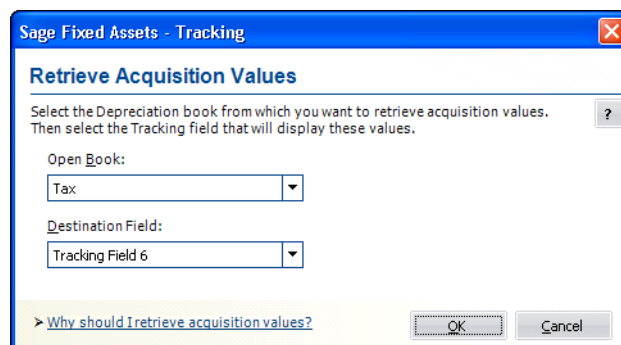 Sage Fixed Assets - Tracking
Retrieve Acquisition Values
Select the Depreciation book from which you want to retrieve acquisition values.
Then select the Tracking field that will display these values.
?
Open Book:
Tax
Destination Field:
Tracking Field 6
➤ Why should I retrieve acquisition values?
OK
Cancel